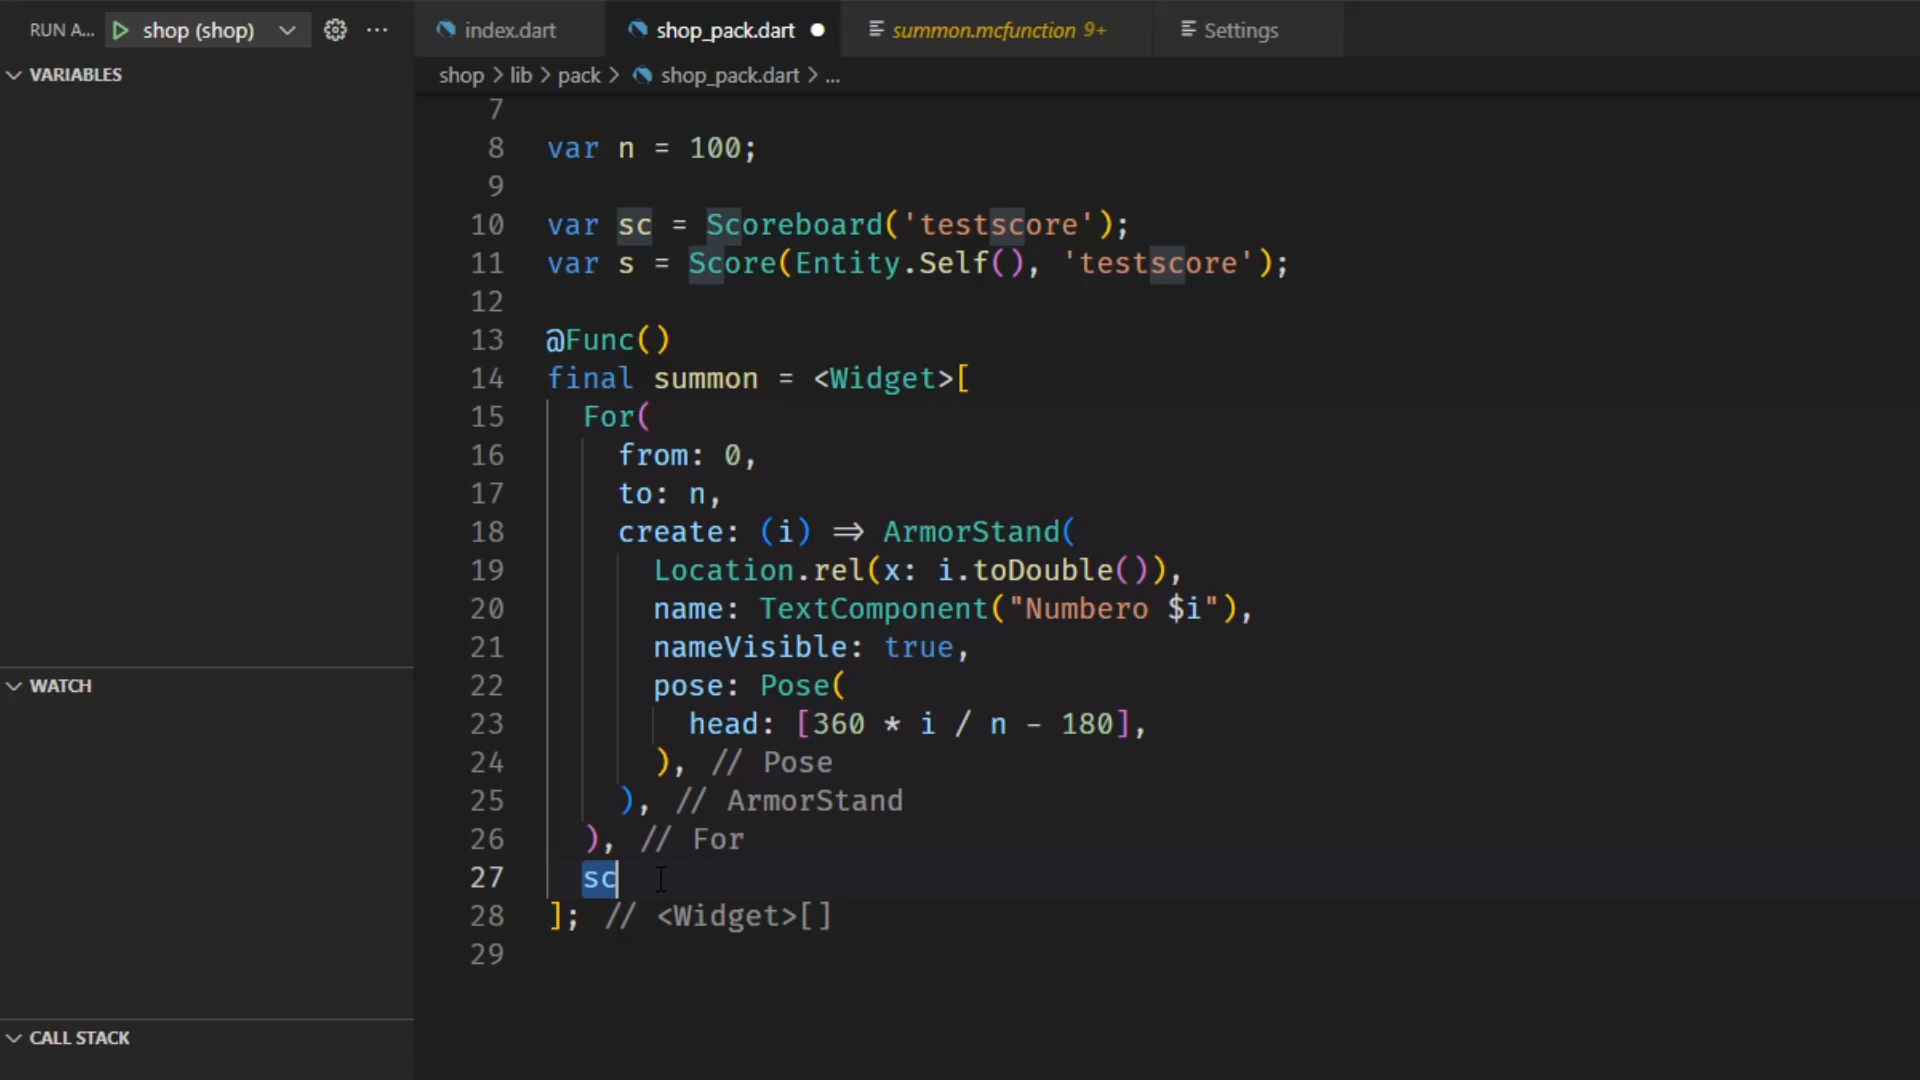 RUN A... shop (shop) ...
index.dart
shop_pack.dart
summon.mcfunction 9+
Settings
VARIABLES
shop > lib > pack > shop_pack.dart > ...
7
8 var n = 100;
9
10 var sc = Scoreboard('testscore');
11 var s = Score(Entity.Self(), 'testscore');
12
13 @Func()
14 final summon = <Widget>[
15 For(
16 from: 0,
17 to: n,
18 create: (i) => ArmorStand(
19 Location.rel(x: i.toDouble()),
20 name: TextComponent("Numbero $i"),
21 nameVisible: true,
22 pose: Pose(
23 head: [360 * i / n - 180],
24 ), // Pose
25 ), // ArmorStand
26 ), // For
27 sc
28 ]; // <Widget>[]
29
WATCH
CALL STACK